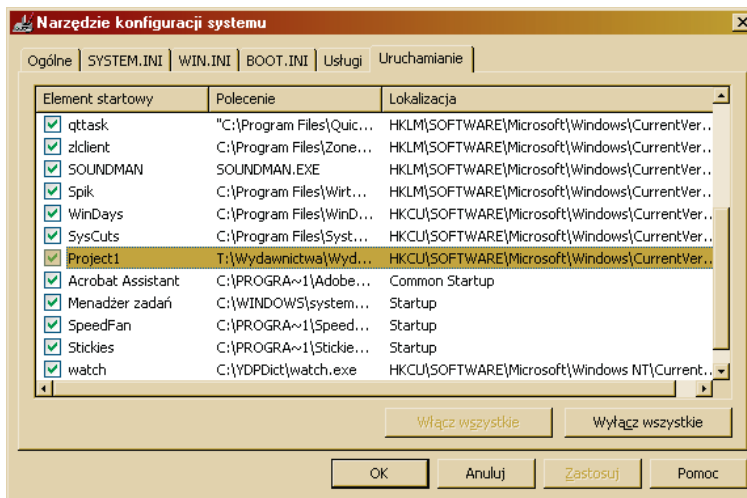 Narzędzie konfiguracji systemu
Ogólne SYSTEM.INI WIN.INI BOOT.INI Usługi Uruchamianie
Element startowy Polecenie Lokalizacja
qttask "C:\Program Files\Quic... HKLM\SOFTWARE\Microsoft\Windows\CurrentVer...
zlclient C:\Program Files\Zone... HKLM\SOFTWARE\Microsoft\Windows\CurrentVer...
SOUNDMAN SOUNDMAN.EXE HKLM\SOFTWARE\Microsoft\Windows\CurrentVer...
Spik C:\Program Files\Wirt... HKLM\SOFTWARE\Microsoft\Windows\CurrentVer...
WinDays C:\Program Files\WinD... HKCU\SOFTWARE\Microsoft\Windows\CurrentVer...
SysCuts C:\Program Files\Syst... HKCU\SOFTWARE\Microsoft\Windows\CurrentVer...
Project1 T:\Wydawnictwa\Wyd... HKCU\SOFTWARE\Microsoft\Windows\CurrentVer...
Acrobat Assistant C:\PROGRA~1\Adobe... Common Startup
Menadżer zadań C:\WINDOWS\system... Startup
SpeedFan C:\PROGRA~1\Speed... Startup
Stickies C:\PROGRA~1\Stickie... Startup
watch C:\YDPDict\watch.exe HKCU\SOFTWARE\Microsoft\Windows NT\Current...
Włącz wszystkie Wyłącz wszystkie
OK Anuluj Zastosuj Pomoc